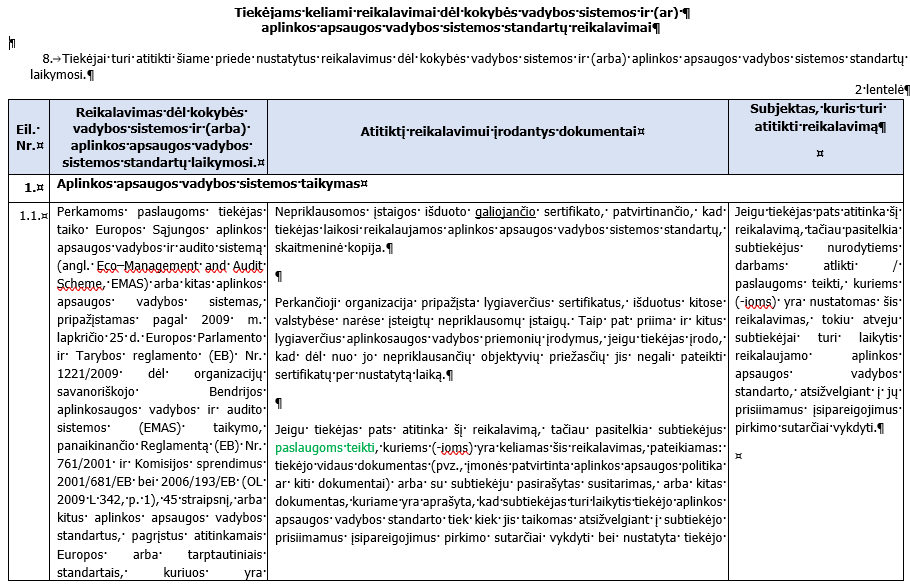 Tiekėjams keliami reikalavimai dėl kokybės vadybos sistemos ir (ar) ¶
aplinkos apsaugos vadybos sistemos standartų reikalavimai¶
¶
8.→Tiekėjai turi atitikti šiame priede nustatytus reikalavimus dėl kokybės vadybos sistemos ir (arba) aplinkos apsaugos vadybos sistemos standartų
laikymosi.¶
2 lentelė¶
Eil.
Nr.¤
Reikalavimas dėl kokybės
vadybos sistemos ir (arba)
aplinkos apsaugos vadybos
sistemos standartų laikymosi.¤
Atitiktį reikalavimui įrodantys dokumentai¤
Subjektas, kuris turi
atitikti reikalavimą¶
¤
1.¤
Aplinkos apsaugos vadybos sistemos taikymas¤
1.1.¤
Perkamoms paslaugoms tiekėjas
taiko Europos Sąjungos aplinkos
apsaugos vadybos ir audito sistemą
(angl. Eco–Management and Audit
Scheme, EMAS) arba kitas aplinkos
apsaugos vadybos sistemas,
pripažįstamas pagal 2009 m.
lapkričio 25 d. Europos Parlamento
ir Tarybos reglamento (EB) Nr.
1221/2009 dėl organizacijų
savanoriškojo Bendrijos
aplinkosaugos vadybos ir audito
sistemos (EMAS) taikymo,
panaikinančio Reglamentą (EB) Nr.
761/2001 ir Komisijos sprendimus
2001/681/EB bei 2006/193/EB (OL
2009 L 342, p. 1), 45 straipsnį, arba
kitus aplinkos apsaugos vadybos
standartus, pagrįstus atitinkamais
Europos arba tarptautiniais
standartais, kuriuos yra
Nepriklausomos įstaigos išduoto galiojančio sertifikato, patvirtinančio, kad
tiekėjas laikosi reikalaujamos aplinkos apsaugos vadybos sistemos standartų,
skaitmeninė kopija.¶
¶
Perkančioji organizacija pripažįsta lygiaverčius sertifikatus, išduotus kitose
valstybėse narėse įsteigtų nepriklausomų įstaigų. Taip pat priima ir kitus
lygiaverčius aplinkosaugos vadybos priemonių įrodymus, jeigu tiekėjas įrodo,
kad dėl nuo jo nepriklausančių objektyvių priežasčių jis negali pateikti
sertifikatų per nustatytą laiką.¶
¶
Jeigu tiekėjas pats atitinka šį reikalavimą, tačiau pasitelkia subtiekėjus
paslaugoms teikti, kuriems (-ioms) yra keliamas šis reikalavimas, pateikiamas:
tiekėjo vidaus dokumentas (pvz., įmonės patvirtinta aplinkos apsaugos politika
ar kiti dokumentai) arba su subtiekėju pasirašytas susitarimas, arba kitas
dokumentas, kuriame yra aprašyta, kad subtiekėjas turi laikytis tiekėjo aplinkos
apsaugos vadybos standarto tiek kiek jis taikomas atsižvelgiant į subtiekėjo
prisiimamus įsipareigojimus pirkimo sutarčiai vykdyti bei nustatyta tiekėjo
Jeigu tiekėjas pats atitinka šį
reikalavimą, tačiau pasitelkia
subtiekėjus nurodytiems
darbams atlikti /
paslaugoms teikti, kuriems
(-ioms) yra nustatomas šis
reikalavimas, tokiu atveju
subtiekėjai turi laikytis
reikalaujamo aplinkos
apsaugos vadybos
standarto, atsižvelgiant į jų
prisiimamus įsipareigojimus
pirkimo sutarčiai vykdyti.¶
¤